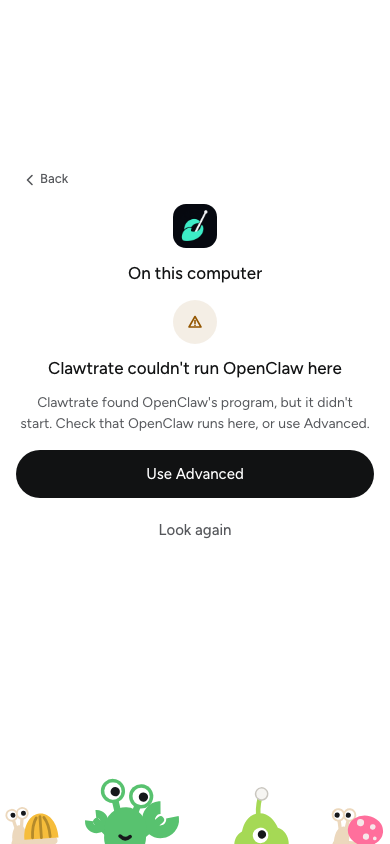 Back
On this computer
Clawtrate couldn't run OpenClaw here
Clawtrate found OpenClaw's program, but it didn't
start. Check that OpenClaw runs here, or use Advanced.
Use Advanced
Look again